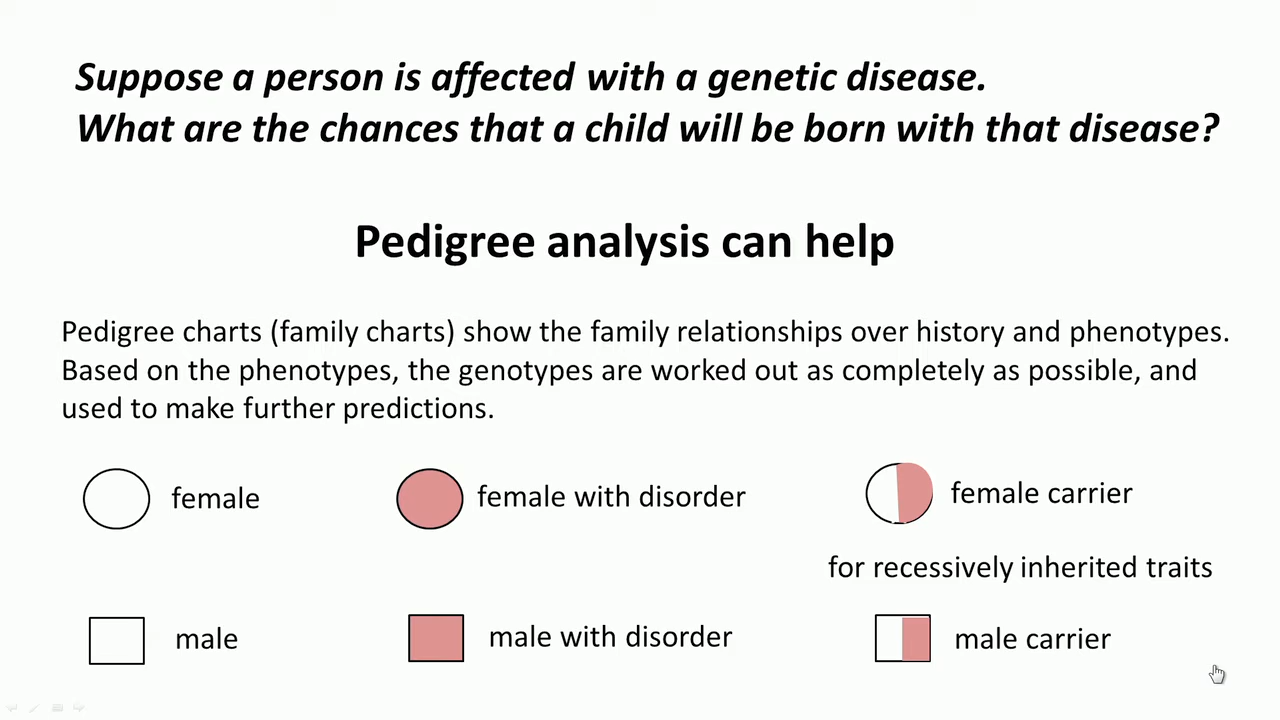 Suppose a person is affected with a genetic disease.
What are the chances that a child will be born with that disease?
Pedigree analysis can help
Pedigree charts (family charts) show the family relationships over history and phenotypes.
Based on the phenotypes, the genotypes are worked out as completely as possible, and
used to make further predictions.
female
female with disorder
female carrier
for recessively inherited traits
male
male with disorder
male carrier